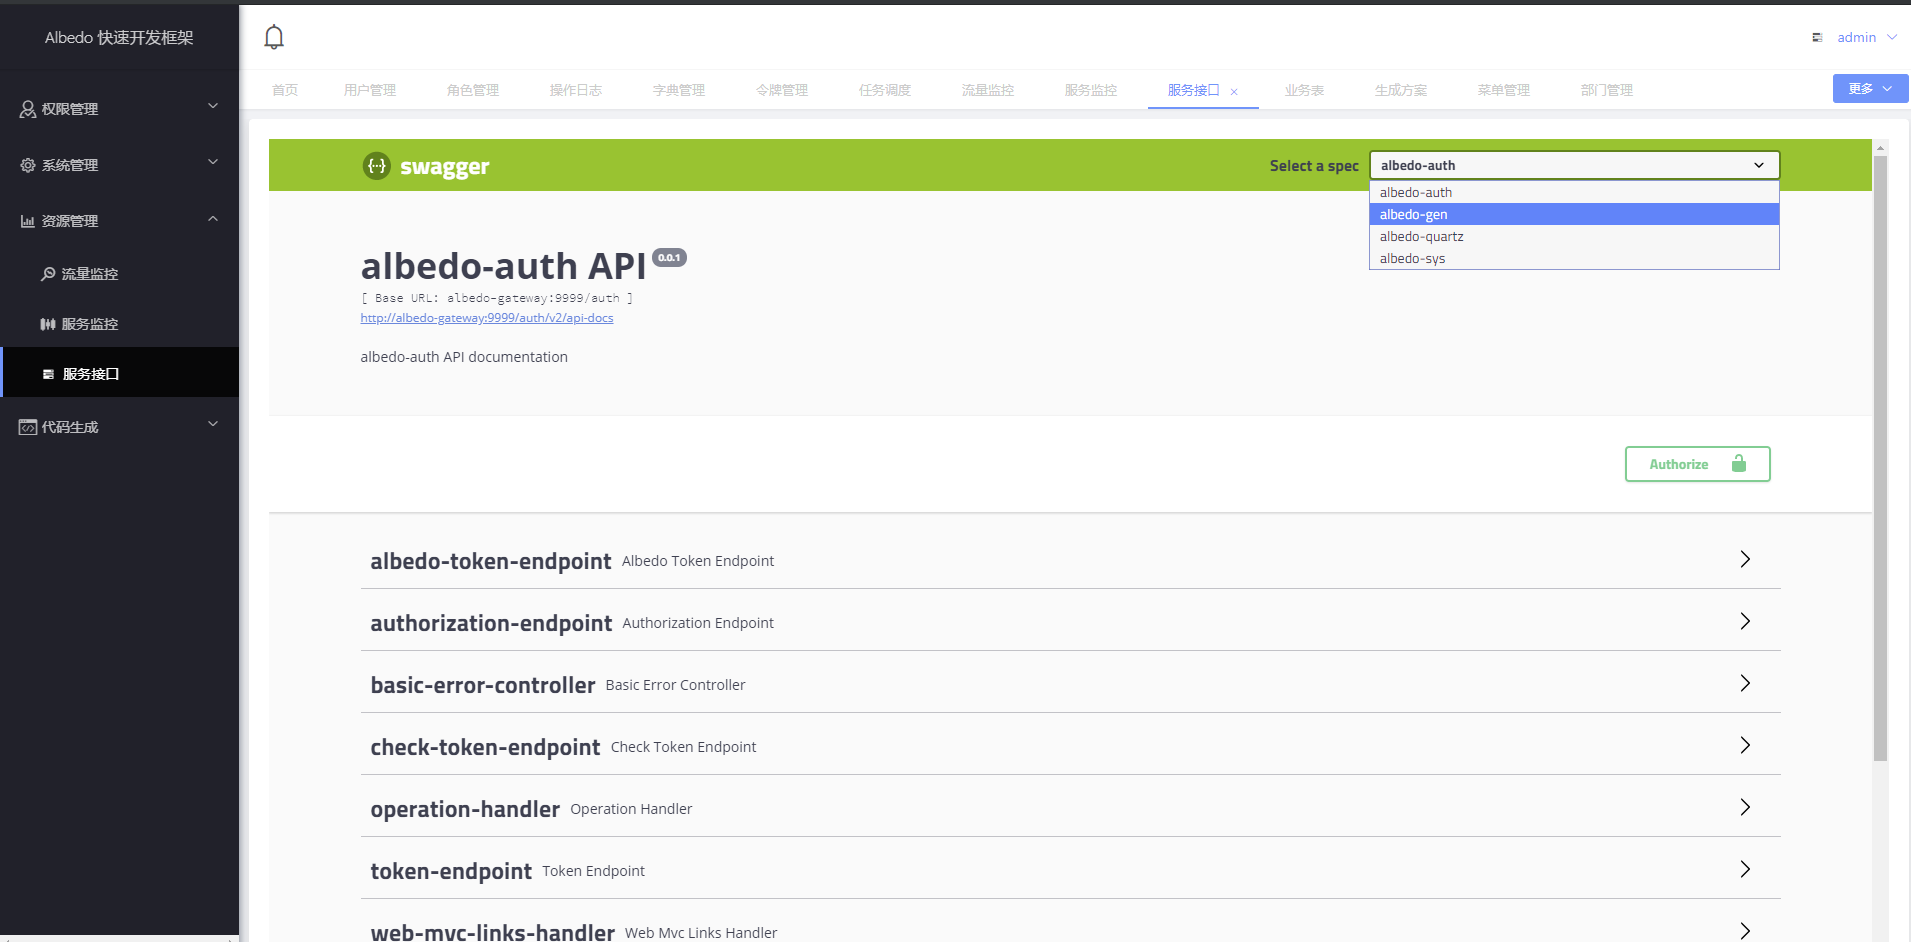 Albedo 快速开发框架
admin
权限管理
系统管理
资源管理
流量监控
服务监控
服务接口
代码生成
首页 用户管理 角色管理 操作日志 字典管理 令牌管理 任务调度 流量监控 服务监控 服务接口 × 业务表 生成方案 菜单管理 部门管理 更多
{···} swagger
Select a spec albedo-auth
albedo-auth
albedo-gen
albedo-quartz
albedo-sys
albedo-auth API 0.0.1
[ Base URL: albedo-gateway:9999/auth ]
http://albedo-gateway:9999/auth/v2/api-docs
albedo-auth API documentation
Authorize
albedo-token-endpoint Albedo Token Endpoint
authorization-endpoint Authorization Endpoint
basic-error-controller Basic Error Controller
check-token-endpoint Check Token Endpoint
operation-handler Operation Handler
token-endpoint Token Endpoint
web-mvc-links-handler Web Mvc Links Handler